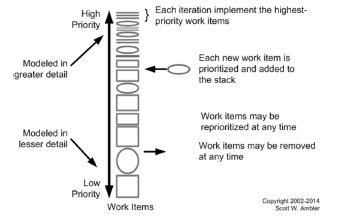 High
Priority
Each iteration implement the highest-
priority work items
Modeled in
greater detail
Each new work item is
prioritized and added to
the stack
Work items may be
reprioritized at any time
Modeled in
lesser detail
Work items may be removed
at any time
Low
Priority
Work Items
Copyright 2002-2014
Scott W. Ambler